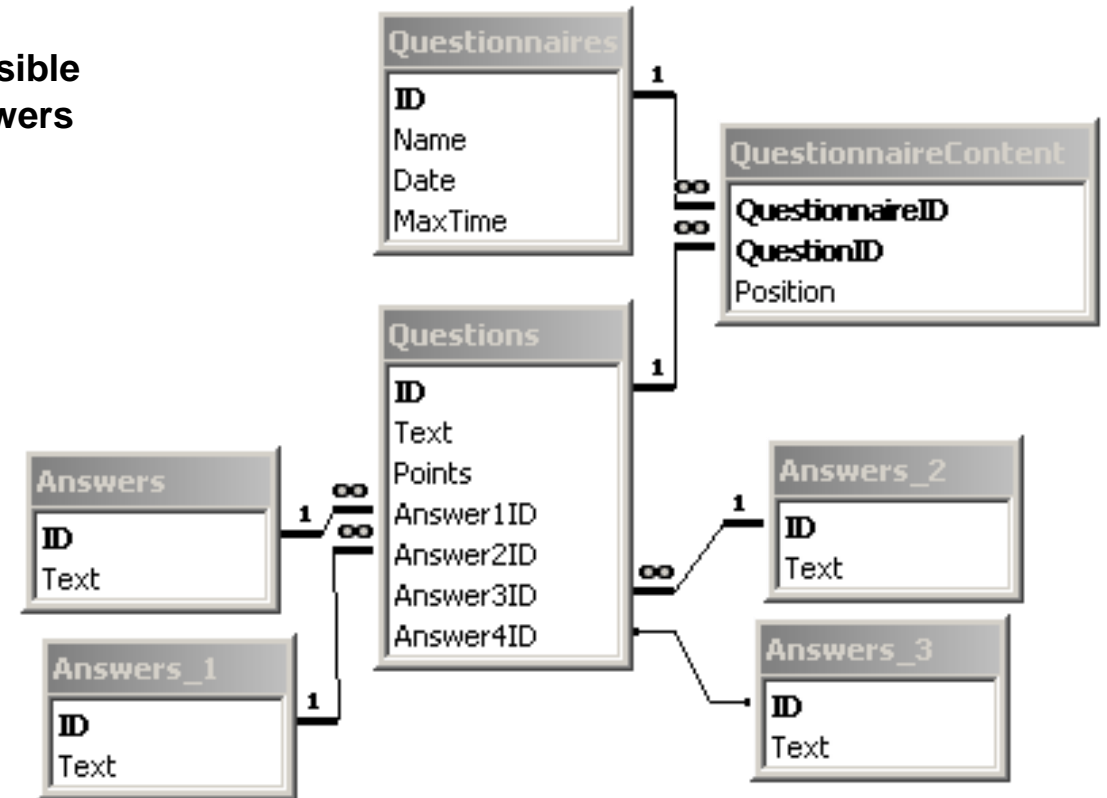 sible
wers
Questionnaires
ID
Name
Date
MaxTime
1
∞
∞
QuestionnaireContent
QuestionnaireID
QuestionID
Position
Questions
ID
Text
Points
Answer1ID
Answer2ID
Answer3ID
Answer4ID
1
Answers
ID
Text
1
∞
∞
Answers_1
ID
Text
1
Answers_2
ID
Text
1
∞
Answers_3
ID
Text